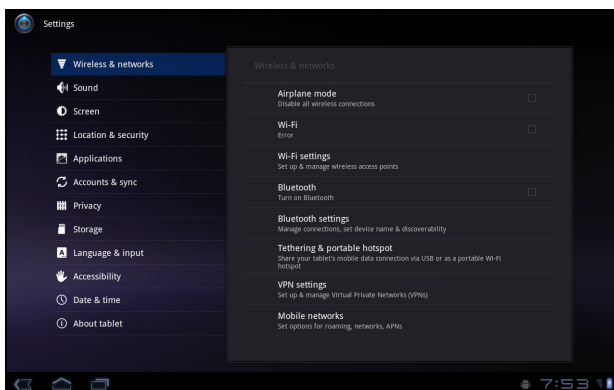 Settings
Wireless & networks
Sound
Screen
Location & security
Applications
Accounts & sync
Privacy
Storage
Language & input
Accessibility
Date & time
About tablet
Wireless & networks
Airplane mode
Disable all wireless connections
Wi-Fi
Error
Wi-Fi settings
Set up & manage wireless access points
Bluetooth
Turn on Bluetooth
Bluetooth settings
Manage connections, set device name & discoverability
Tethering & portable hotspot
Share your tablet's mobile data connection via USB or as a portable Wi-Fi
hotspot
VPN settings
Set up & manage Virtual Private Networks (VPNs)
Mobile networks
Set options for roaming, networks, APNs
7:53